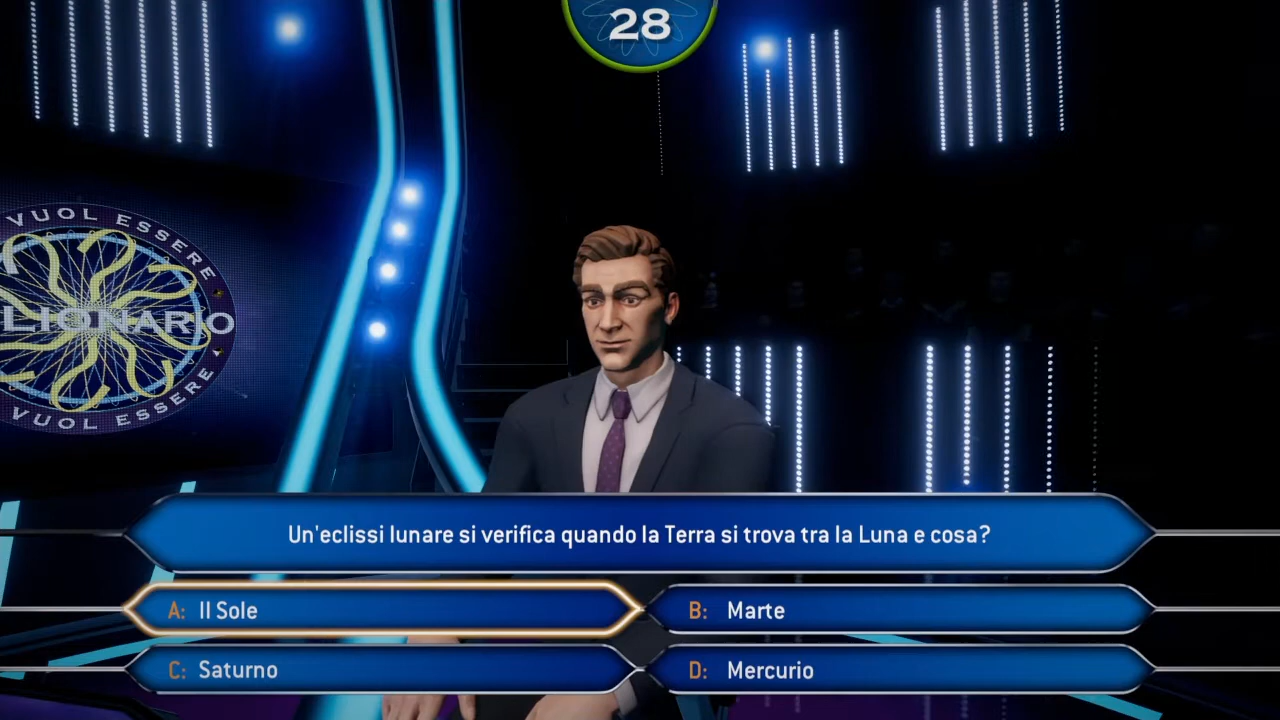 28
VUOL ESSERE
LIONARIO
VUOL ESSERE
Un'eclissi lunare si verifica quando la Terra si trova tra la Luna e cosa?
A: Il Sole
B: Marte
C: Saturno
D: Mercurio